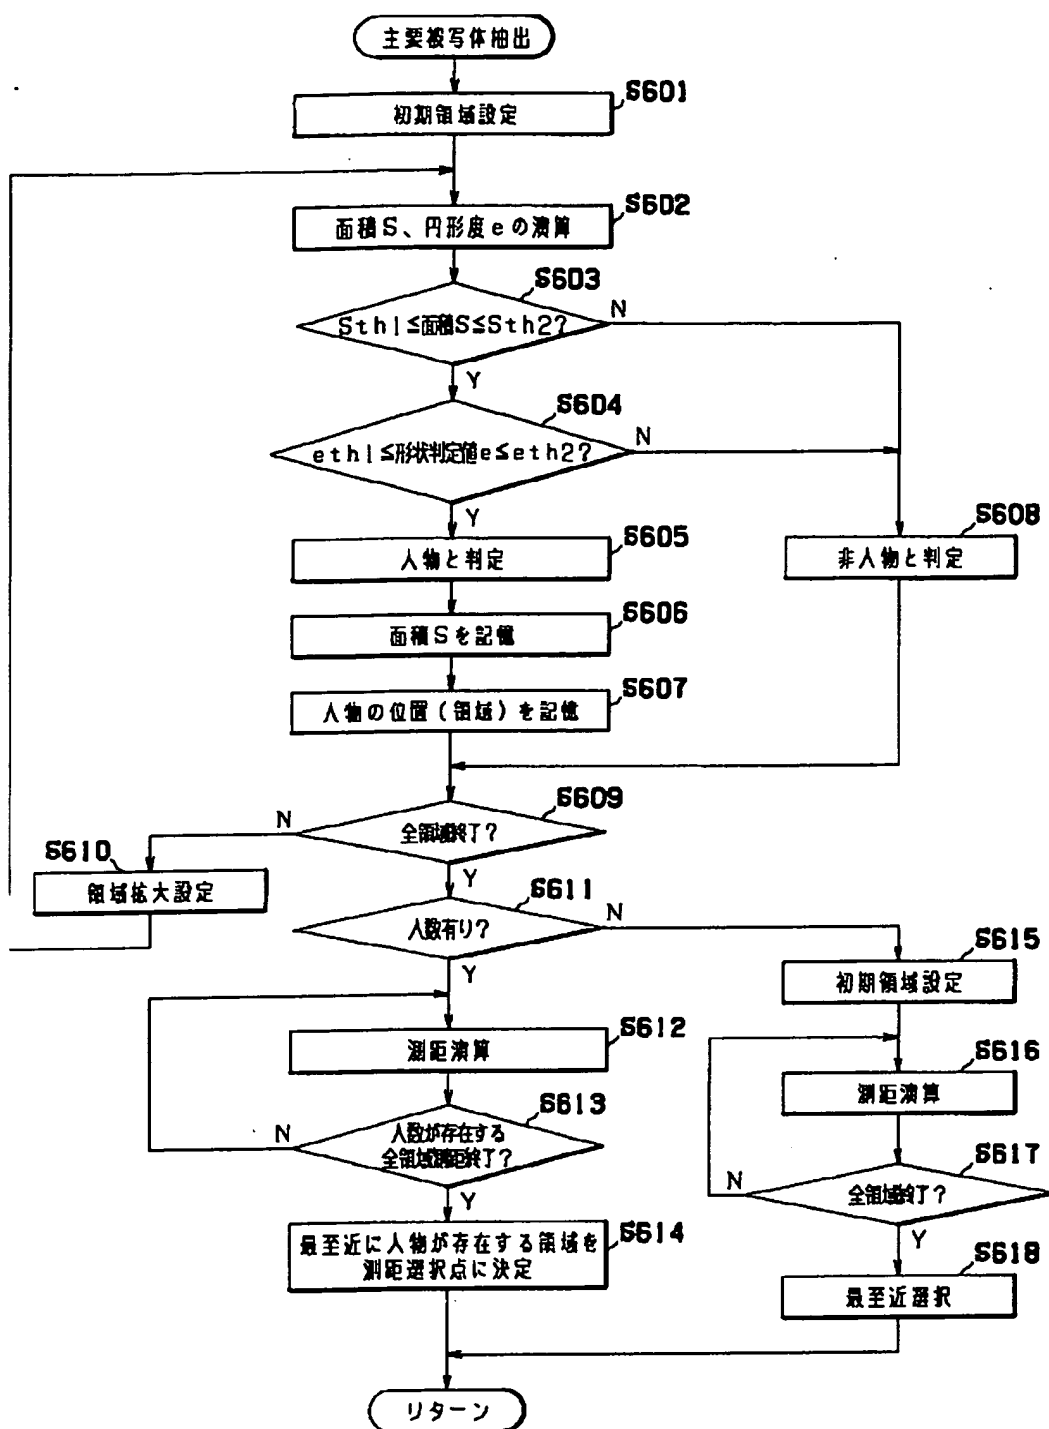 主要被写体抽出
S601
初期領域設定
S602
面積S、円形度eの演算
S603
Sth1≦面積S≦Sth2?
N
Y
S604
eth1≦形状判定値e≦eth2?
N
Y
S605
人物と判定
S608
非人物と判定
S606
面積Sを記憶
S607
人物の位置(領域)を記憶
S609
全領域終了?
N
Y
S610
領域拡大設定
S611
人数有り?
N
Y
S615
初期領域設定
S612
測距演算
S616
測距演算
S613
人数が存在する
全領域測距終了?
N
Y
S617
全領域終了?
N
Y
S614
最至近に人物が存在する領域を
測距選択点に決定
S618
最至近選択
リターン